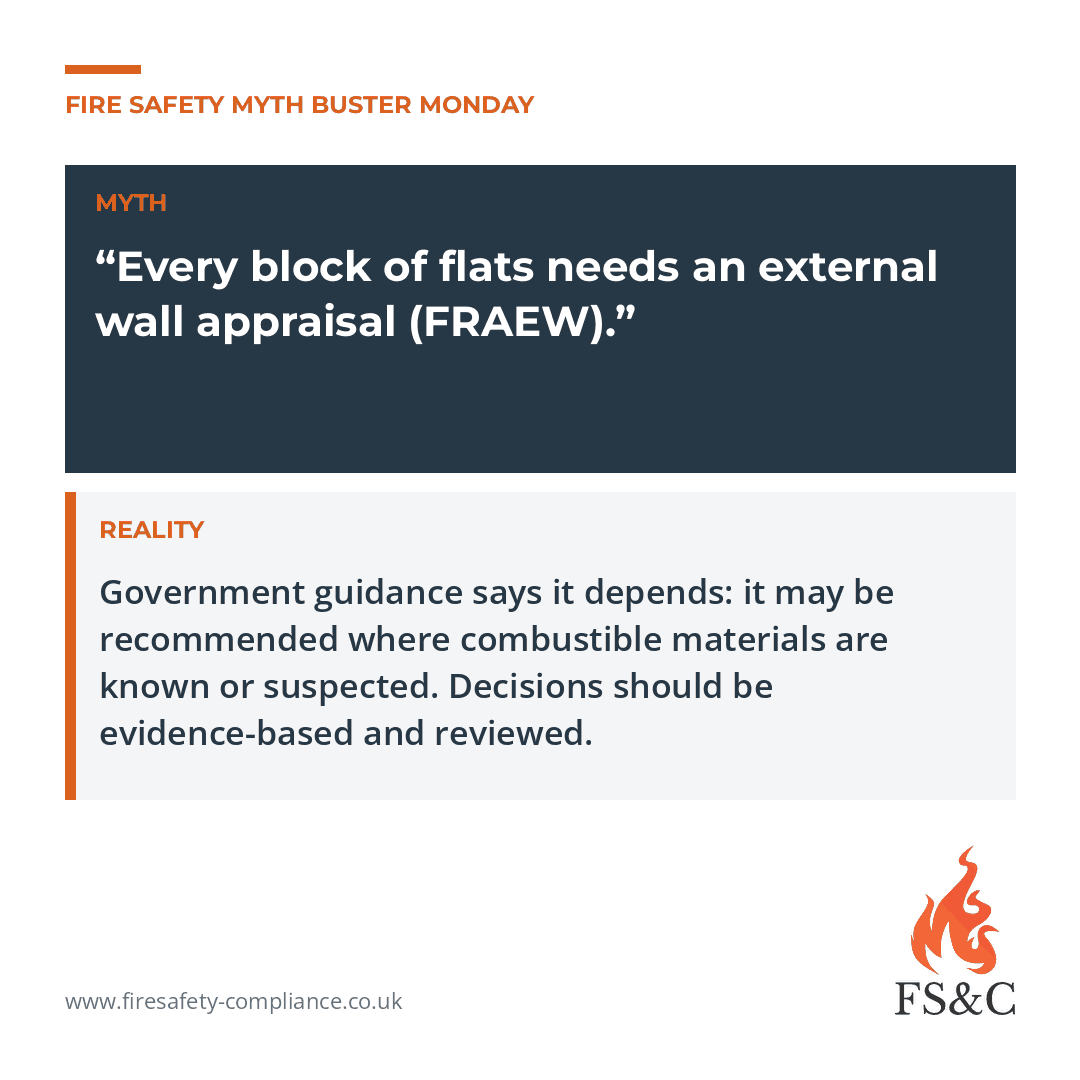 FIRE SAFETY MYTH BUSTER MONDAY
MYTH
“Every block of flats needs an external
wall appraisal (FRAEW).”
REALITY
Government guidance says it depends: it may be
recommended where combustible materials are
known or suspected. Decisions should be
evidence-based and reviewed.
www.firesafety-compliance.co.uk
FS&C